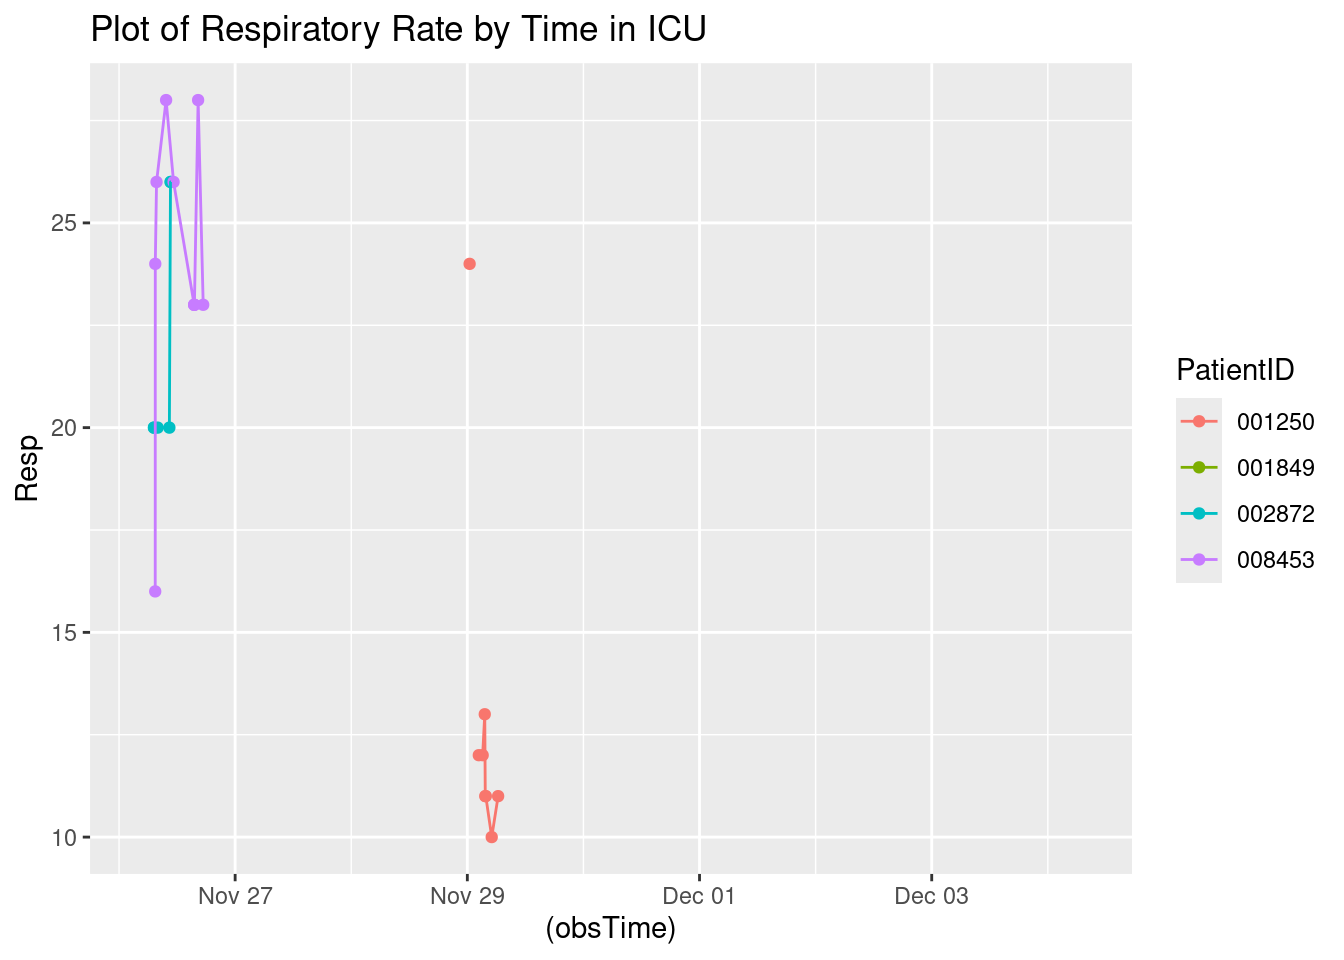 Plot of Respiratory Rate by Time in ICU
25
20
15
10
Resp
Nov 27
Nov 29
Dec 01
Dec 03
(obsTime)
PatientID
001250
001849
002872
008453